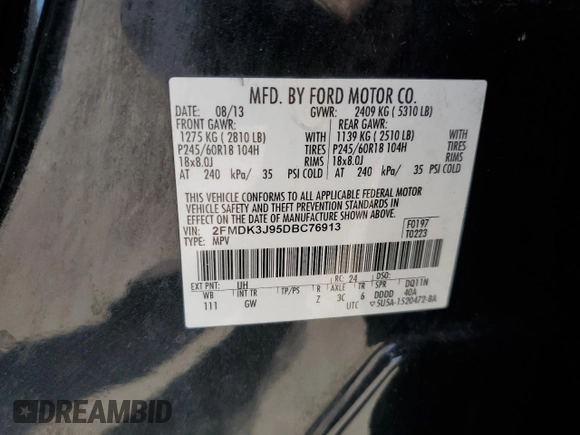 MFD. BY FORD MOTOR CO.
DATE: 08/13 GVWR: 2409 KG ( 5310 LB)
FRONT GAWR: REAR GAWR:
1275 KG ( 2810 LB) WITH 1139 KG ( 2510 LB) WITH
P245/60R18 104H TIRES P245/60R18 104H TIRES
18x8.0J RIMS 18x8.0J RIMS
AT 240 kPa/ 35 PSI COLD AT 240 kPa/ 35 PSI COLD
THIS VEHICLE CONFORMS TO ALL APPLICABLE FEDERAL MOTOR
VEHICLE SAFETY AND THEFT PREVENTION STANDARDS IN
EFFECT ON THE DATE OF MANUFACTURE SHOWN ABOVE.
VIN: 2FMDK3J95DBC76913 F0197
TYPE: MPV T0223
EXT PNT: UH RC: 24 DSO:
WB INT TR TP/PS R AXLE TR SPR DQ11N
111 GW Z 3C 6 DDDD 40A
UTC 5U5A-1520472-BA
DREAMBID